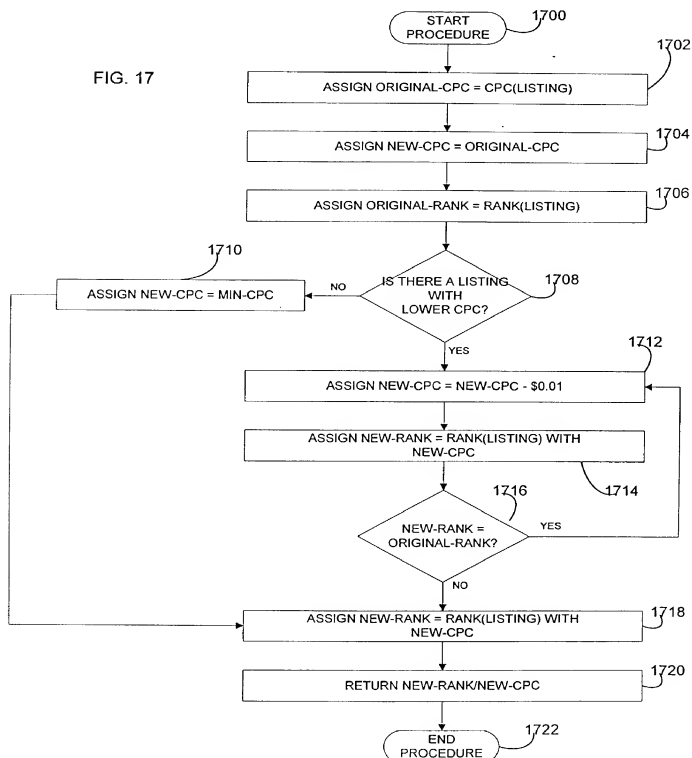 START
PROCEDURE
1700
1702
FIG. 17
ASSIGN ORIGINAL-CPC = CPC(LISTING)
1704
ASSIGN NEW-CPC = ORIGINAL-CPC
1706
ASSIGN ORIGINAL-RANK = RANK(LISTING)
1710
ASSIGN NEW-CPC = MIN-CPC
NO
IS THERE A LISTING
WITH
LOWER CPC?
1708
YES
1712
ASSIGN NEW-CPC = NEW-CPC - $0.01
ASSIGN NEW-RANK = RANK(LISTING) WITH
NEW-CPC
1714
1716
NEW-RANK =
ORIGINAL-RANK?
YES
NO
ASSIGN NEW-RANK = RANK(LISTING) WITH
NEW-CPC
1718
1720
RETURN NEW-RANK/NEW-CPC
END
PROCEDURE
1722